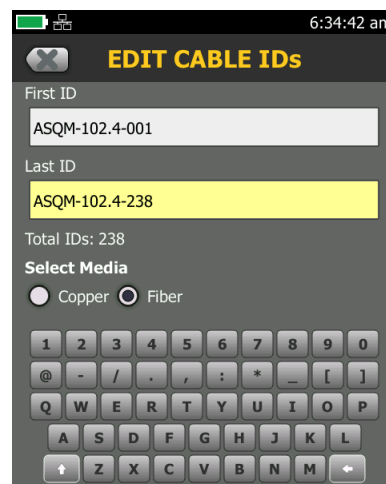 6:34:42 am
EDIT CABLE IDs
First ID
ASQM-102.4-001
Last ID
ASQM-102.4-238
Total IDs: 238
Select Media
Copper Fiber
1 2 3 4 5 6 7 8 9 0
@ - / . , : * _ [ ]
Q W E R T Y U I O P
A S D F G H J K L
Z X C V B N M